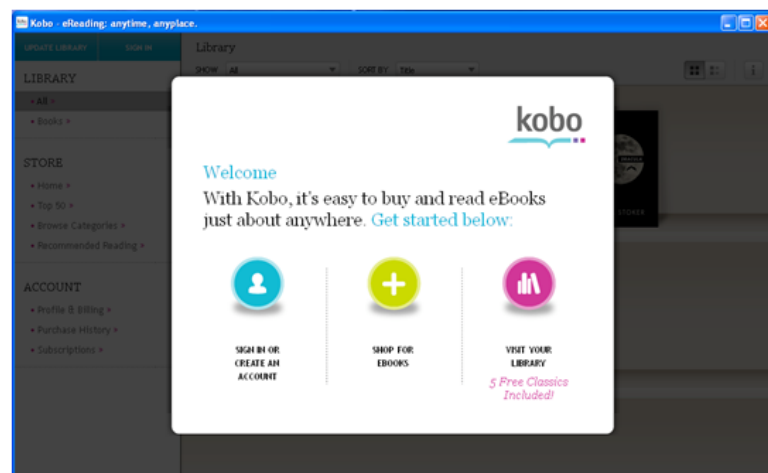 Kobo - eReading: anytime, anyplace.
UPDATE LIBRARY SIGN IN
Library
SHOW All SORT BY Title
LIBRARY
All >
Books >
STORE
Home >
Top 50 >
Browse Categories >
Recommended Reading >
ACCOUNT
Profile & Billing >
Purchase History >
Subscriptions >
STOKER
kobo
Welcome
With Kobo, it's easy to buy and read eBooks
just about anywhere. Get started below:
SIGN IN OR
CREATE AN
ACCOUNT
SHOP FOR
EBOOKS
VISIT YOUR
LIBRARY
5 Free Classics
Included!